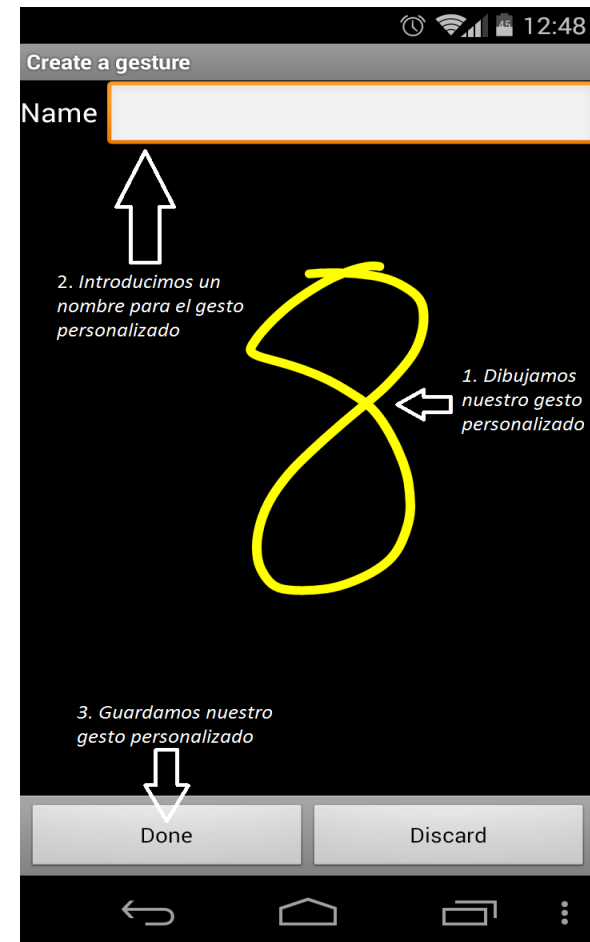 45 12:48
Create a gesture
Name
2. Introducimos un
nombre para el gesto
personalizado
1. Dibujamos
nuestro gesto
personalizado
3. Guardamos nuestro
gesto personalizado
Done
Discard